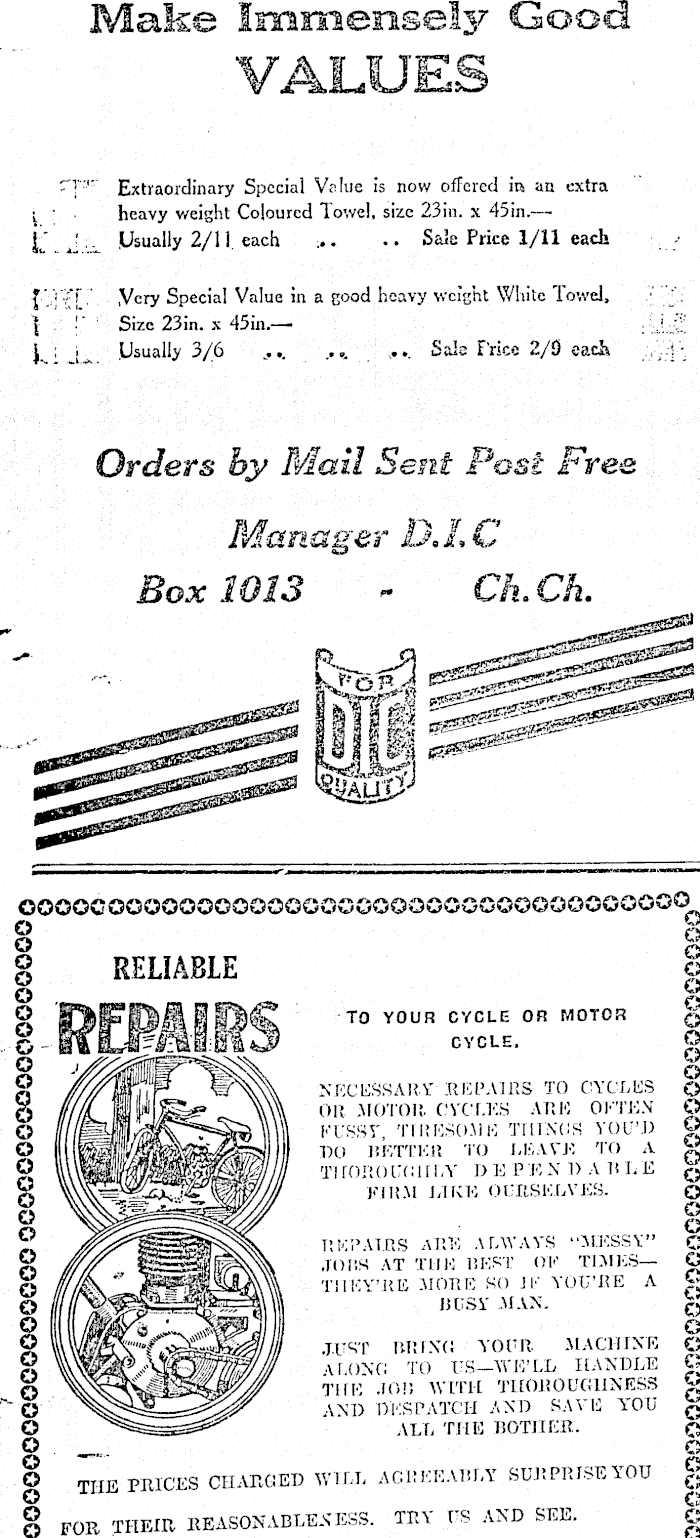 Make Immensely Good
VALUES
Extraordinary Special Value is now offered in an extra
heavy weight Coloured Towel, size 23in. x 45in.—
Usually 2/11 each .. .. Sale Price 1/11 each
Very Special Value in a good heavy weight White Towel,
Size 23in. x 45in.—
Usually 3/6 .. .. .. Sale Price 2/9 each
Orders by Mail Sent Post Free
Manager D.I.C
Box 1013 - Ch. Ch.
FOR
DIC
QUALITY
RELIABLE
REPAIRS
TO YOUR CYCLE OR MOTOR
CYCLE.
NECESSARY REPAIRS TO CYCLES
OR MOTOR CYCLES ARE OFTEN
FUSSY, TIRESOME THINGS YOU'D
DO BETTER TO LEAVE TO A
THOROUGHLY DEPENDABLE
FIRM LIKE OURSELVES.
REPAIRS ARE ALWAYS "MESSY"
JOBS AT THE BEST OF TIMES—
THEY'RE MORE SO IF YOU'RE A
BUSY MAN.
JUST BRING YOUR MACHINE
ALONG TO US—WE'LL HANDLE
THE JOB WITH THOROUGHNESS
AND DESPATCH AND SAVE YOU
ALL THE BOTHER.
THE PRICES CHARGED WILL AGREEABLY SURPRISE YOU
FOR THEIR REASONABLENESS. TRY US AND SEE.